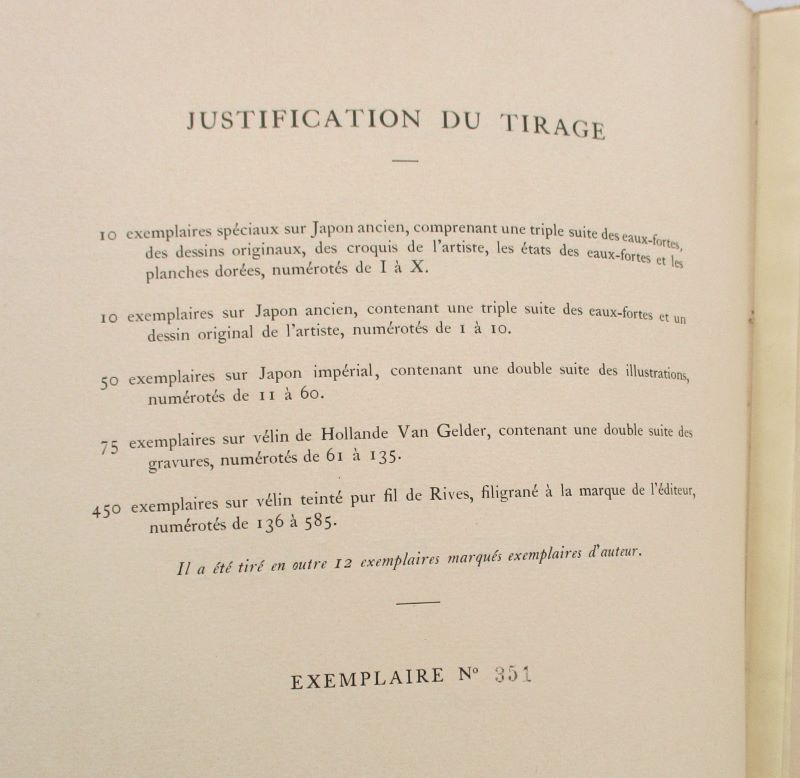 JUSTIFICATION DU TIRAGE
10 exemplaires spéciaux sur Japon ancien, comprenant une triple suite des eaux-fortes,
des dessins originaux, des croquis de l'artiste, les états des eaux-fortes et les
planches dorées, numérotés de I à X.
10 exemplaires sur Japon ancien, contenant une triple suite des eaux-fortes et un
dessin original de l'artiste, numérotés de 1 à 10.
50 exemplaires sur Japon impérial, contenant une double suite des illustrations,
numérotés de 11 à 60.
75 exemplaires sur vélin de Hollande Van Gelder, contenant une double suite des
gravures, numérotés de 61 à 135.
450 exemplaires sur vélin teinté pur fil de Rives, filigrané à la marque de l'éditeur,
numérotés de 136 à 585.
Il a été tiré en outre 12 exemplaires marqués exemplaires d'auteur.
EXEMPLAIRE N° 351